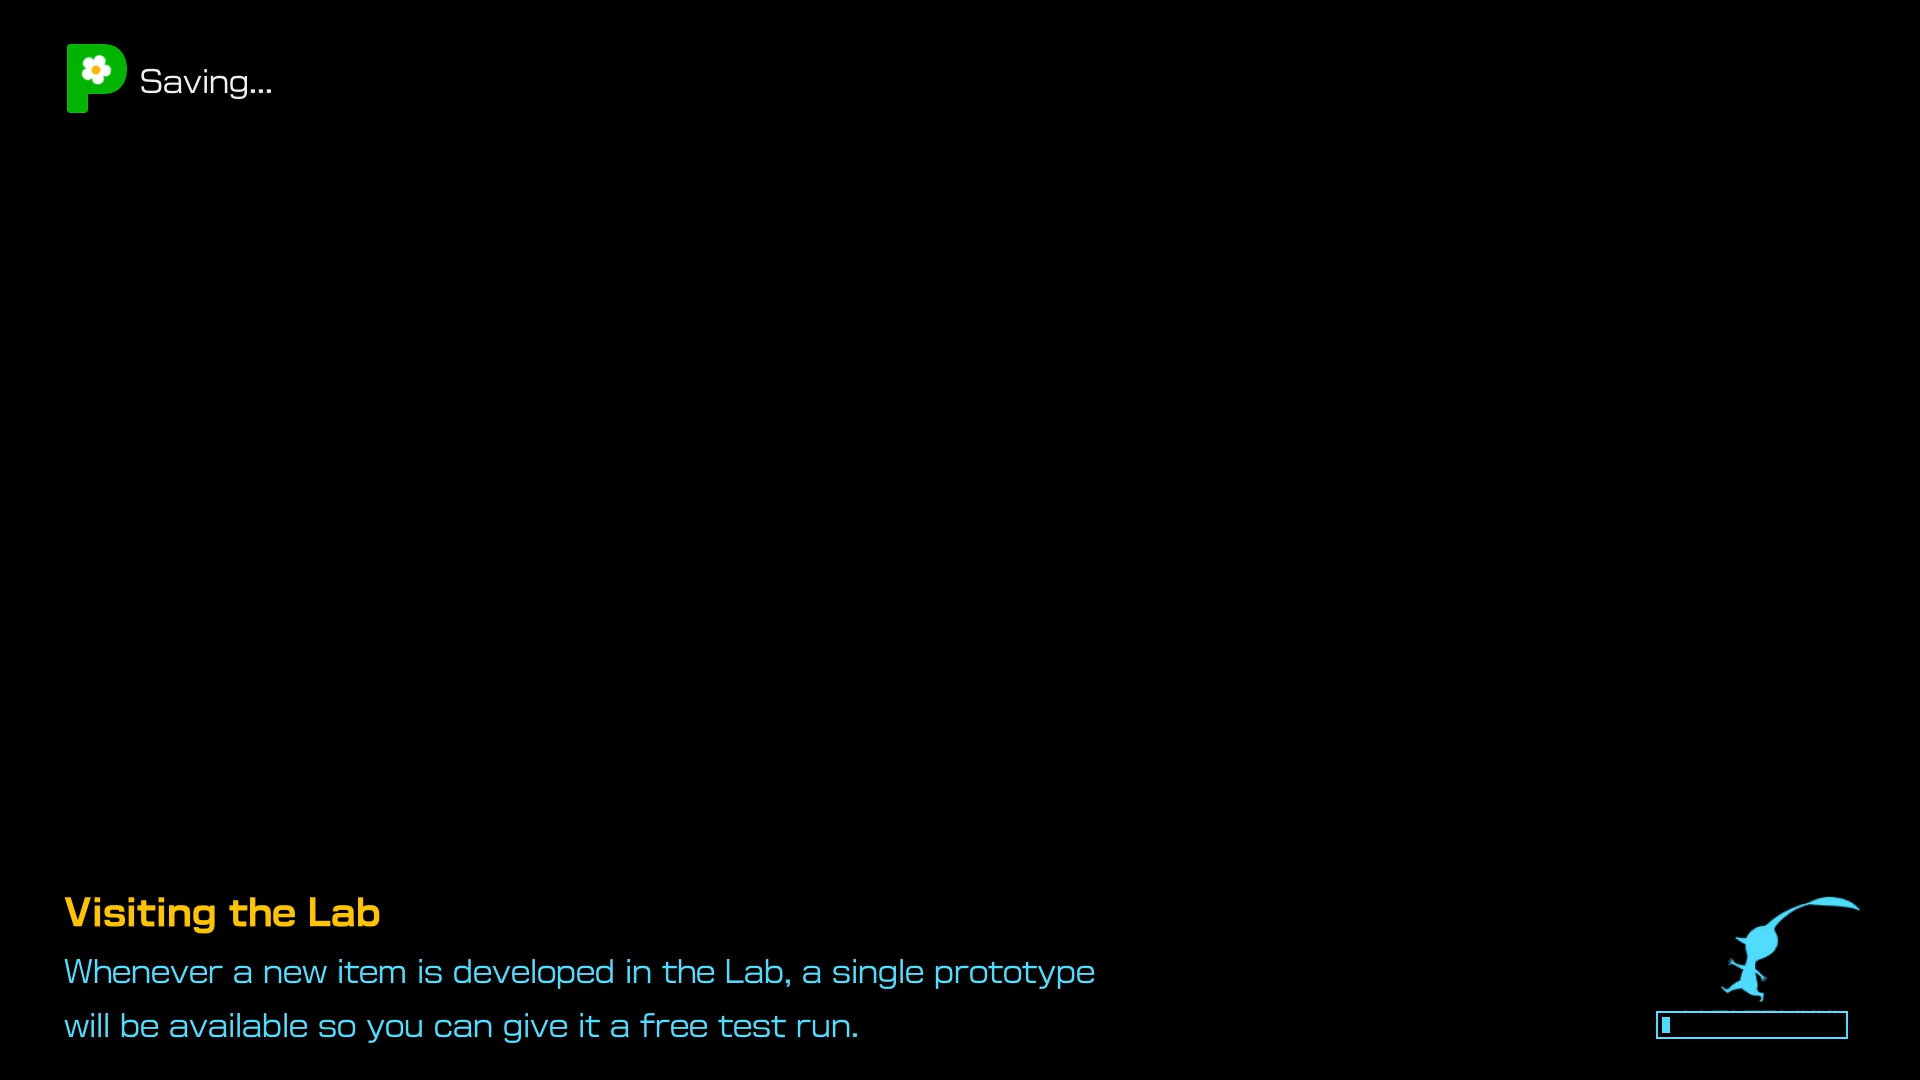 Saving...
Visiting the Lab
Whenever a new item is developed in the Lab, a single prototype
will be available so you can give it a free test run.